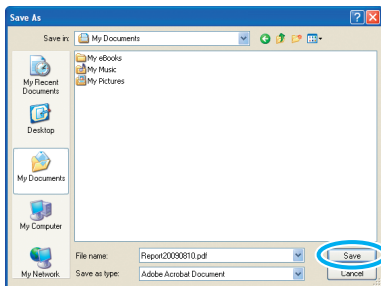 Save As
Save in:
My Documents
My Recent
Documents
Desktop
My Documents
My Computer
My Network
My eBooks
My Music
My Pictures
File name:
Report20090810.pdf
Save
Save as type:
Adobe Acrobat Document
Cancel